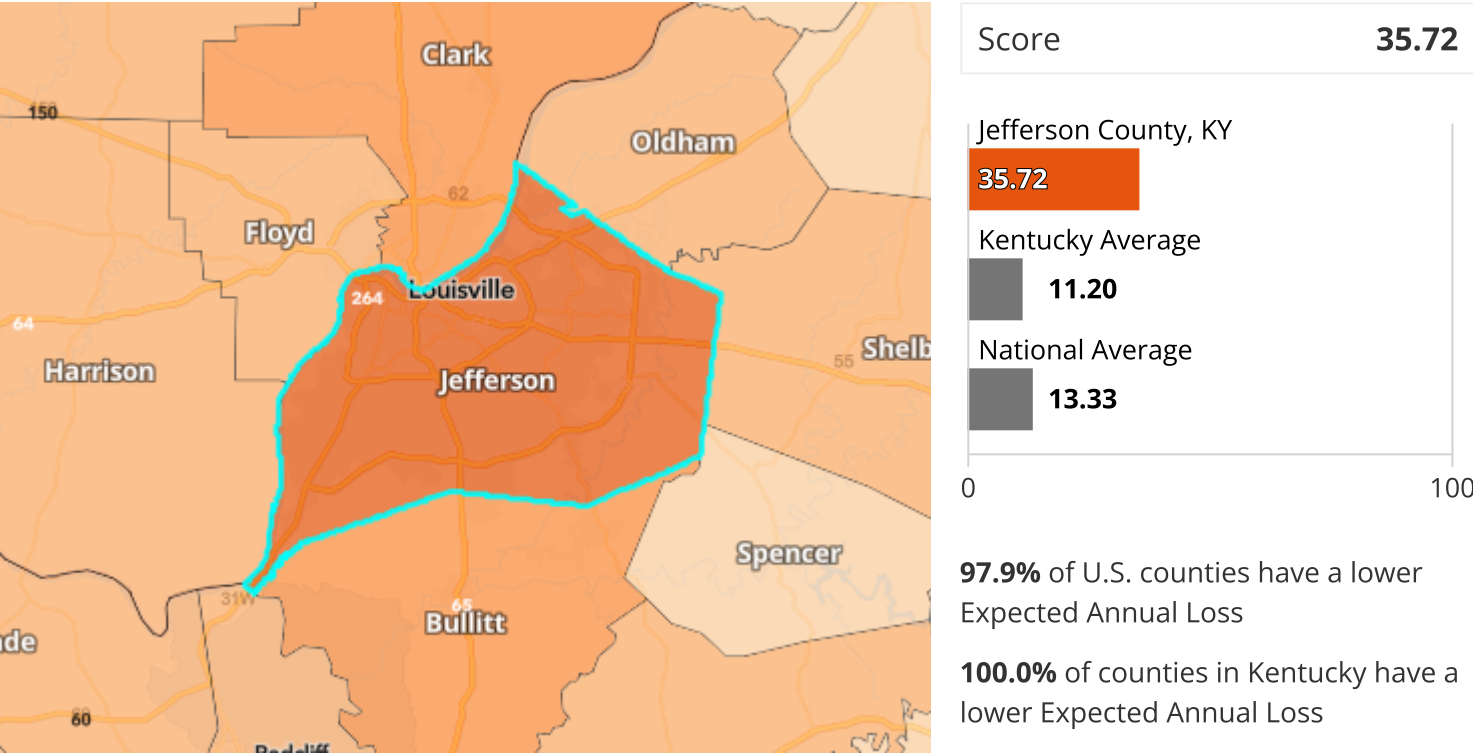 Clark
150
Oldham
62
Floyd
Louisville
264
64
Shelb
55
Harrison
Jefferson
Spencer
31W
65
Bullitt
ade
60
Radcliff
Score 35.72
Jefferson County, KY
35.72
Kentucky Average
11.20
National Average
13.33
0 100
97.9% of U.S. counties have a lower
Expected Annual Loss
100.0% of counties in Kentucky have a
lower Expected Annual Loss